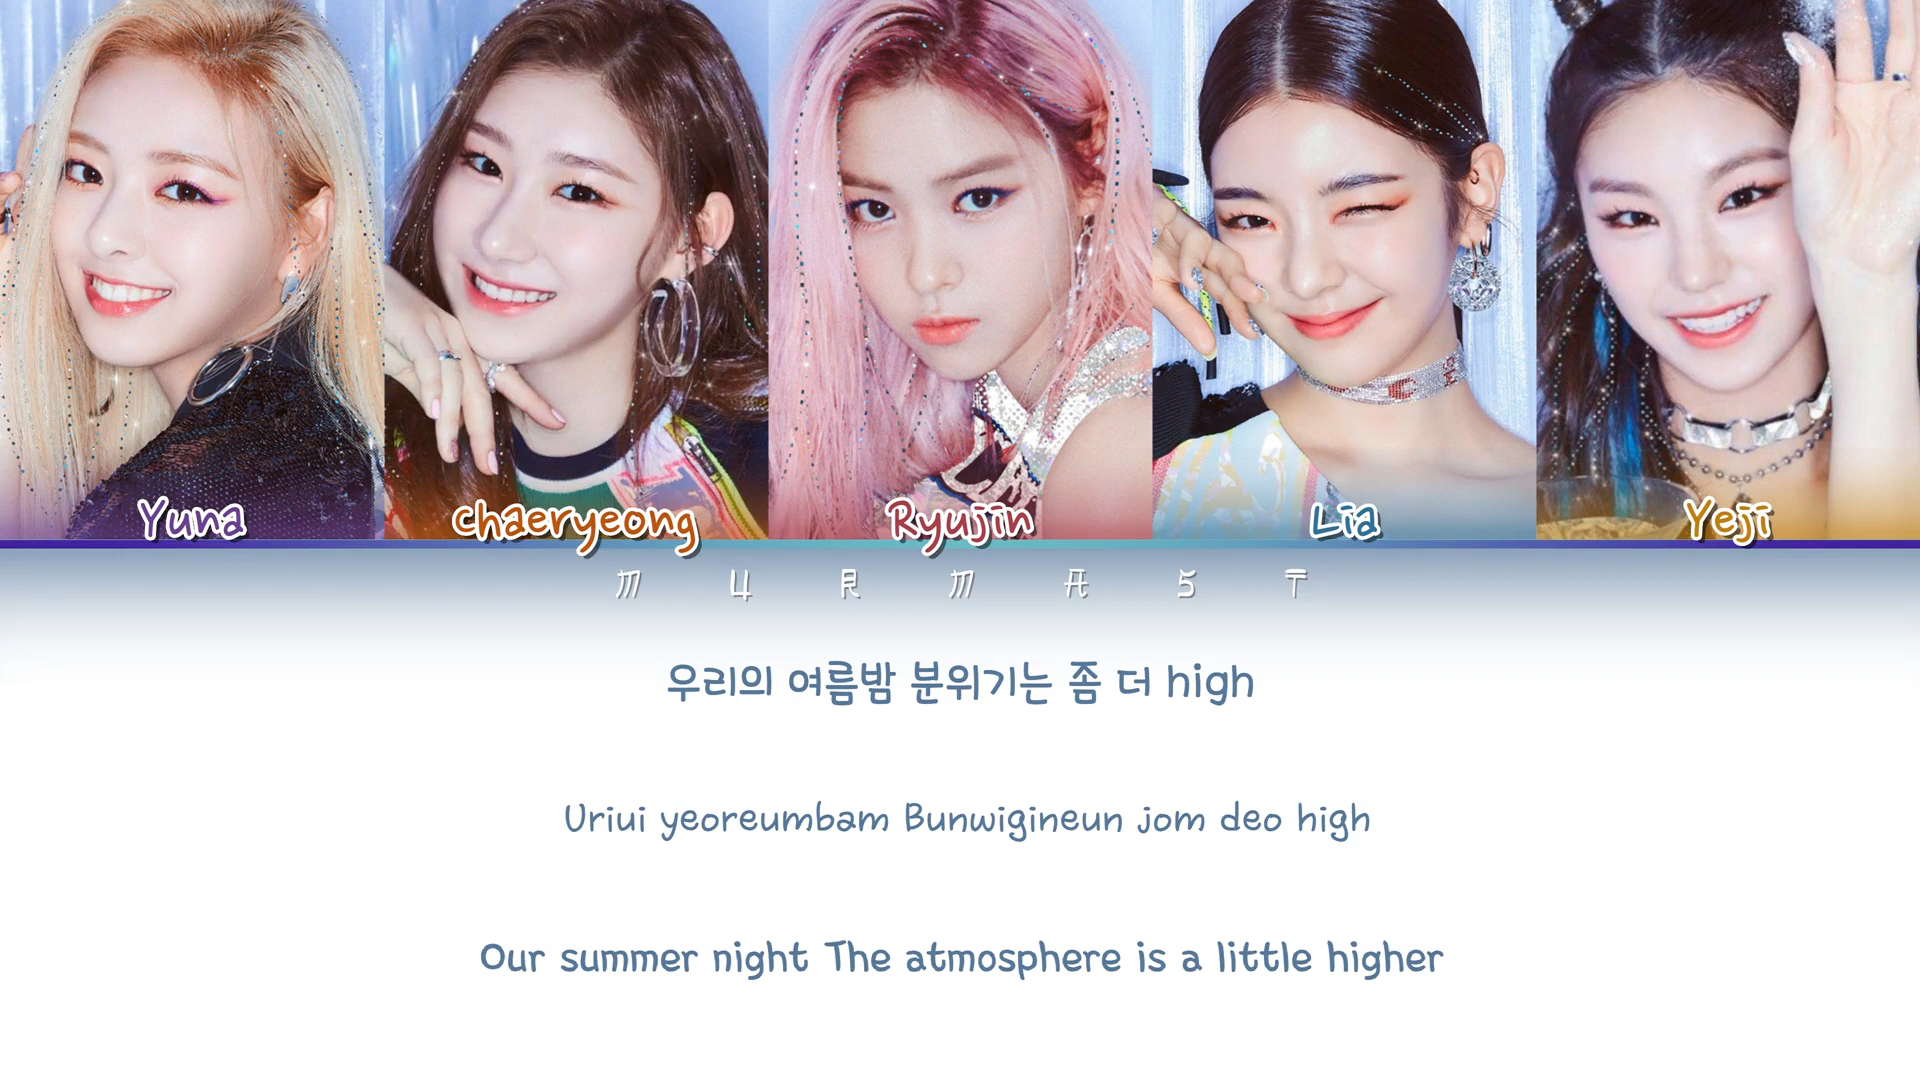 Yuna chaeryeong Ryujin Lia Yeji
MURMAST
우리의 여름밤 분위기는 좀 더 high
Uriui yeoreumbam Bunwigineun jom deo high
Our summer night The atmosphere is a little higher